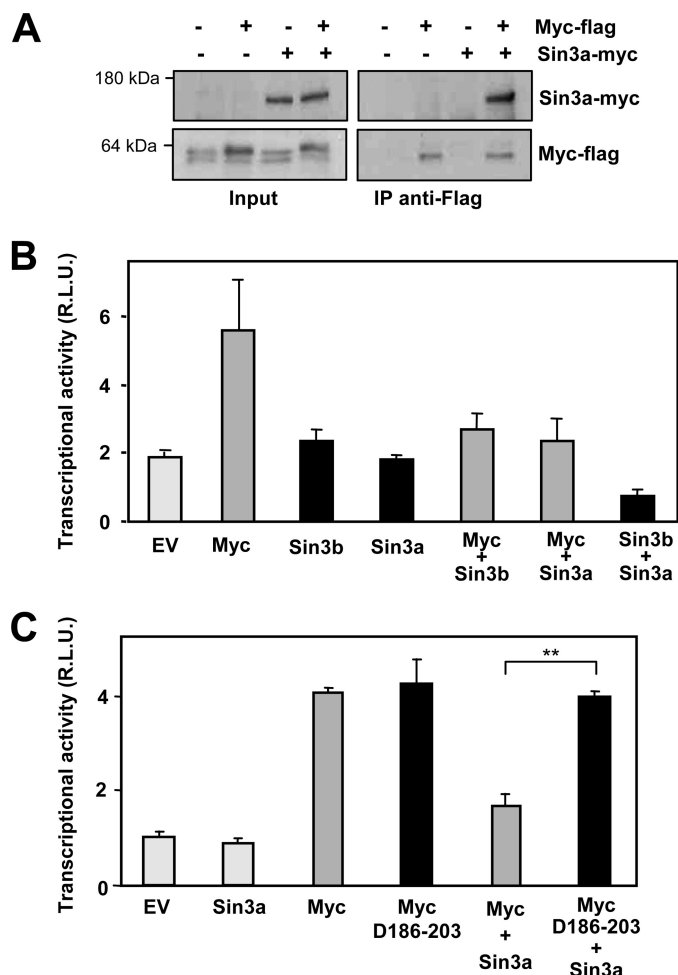 A
- + - + Myc-flag
- - + + Sin3a-myc
- + - +
- - + +
180 kDa
Sin3a-myc
64 kDa
Myc-flag
Input
IP anti-Flag
B
Transcriptional activity (R.L.U.)
6
4
2
0
EV
Myc
Sin3b
Sin3a
Myc
+
Sin3b
Myc
+
Sin3a
Sin3b
+
Sin3a
C
Transcriptional activity (R.L.U.)
4
2
0
**
EV
Sin3a
Myc
Myc
D186-203
Myc
+
Sin3a
Myc
D186-203
+
Sin3a